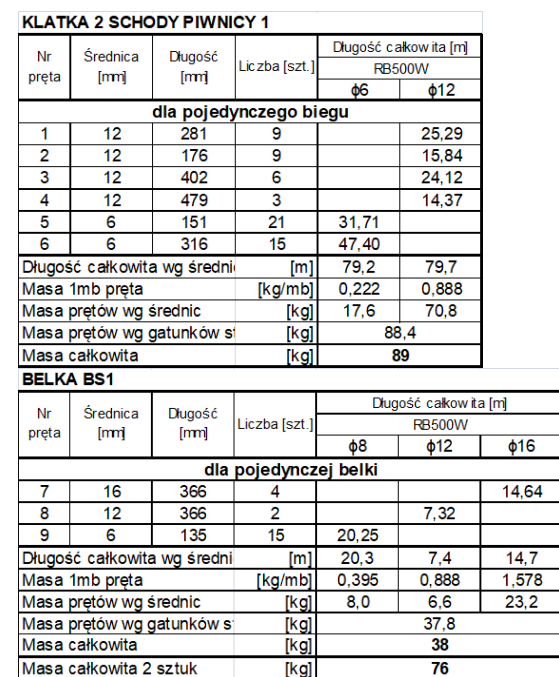 KLATKA 2 SCHODY PIWNICY 1
Nr pręta Średnica [mm] Długość [mm] Liczba [szt.] Długość całkowita [m]
RB500W
ϕ6 ϕ12
dla pojedynczego biegu
1 12 281 9 25,29
2 12 176 9 15,84
3 12 402 6 24,12
4 12 479 3 14,37
5 6 151 21 31,71
6 6 316 15 47,40
Długość całkowita wg średni [m] 79,2 79,7
Masa 1mb pręta [kg/mb] 0,222 0,888
Masa prętów wg średnic [kg] 17,6 70,8
Masa prętów wg gatunków st [kg] 88,4
Masa całkowita [kg] 89
BELKA BS1
Nr pręta Średnica [mm] Długość [mm] Liczba [szt.] Długość całkowita [m]
RB500W
ϕ8 ϕ12 ϕ16
dla pojedynczej belki
7 16 366 4 14,64
8 12 366 2 7,32
9 6 135 15 20,25
Długość całkowita wg średni [m] 20,3 7,4 14,7
Masa 1mb pręta [kg/mb] 0,395 0,888 1,578
Masa prętów wg średnic [kg] 8,0 6,6 23,2
Masa prętów wg gatunków s [kg] 37,8
Masa całkowita [kg] 38
Masa całkowita 2 sztuk [kg] 76